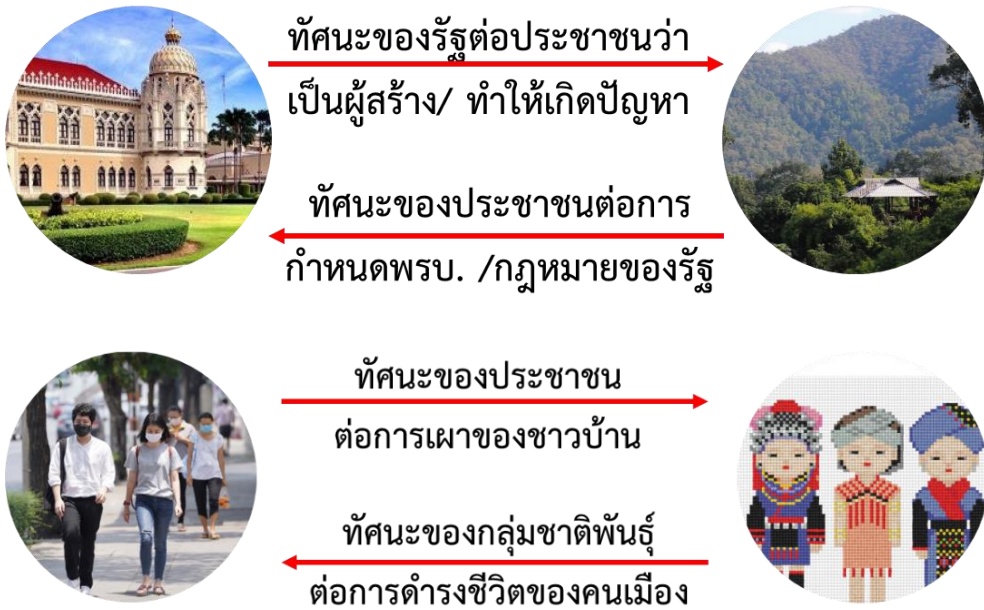 ทัศนะของรัฐต่อประชาชนว่า
เป็นผู้สร้าง/ ทำให้เกิดปัญหา
ทัศนะของประชาชนต่อการ
กำหนดพรบ. /กฎหมายของรัฐ
ทัศนะของประชาชน
ต่อการเผาของชาวบ้าน
ทัศนะของกลุ่มชาติพันธุ์
ต่อการดำรงชีวิตของคนเมือง